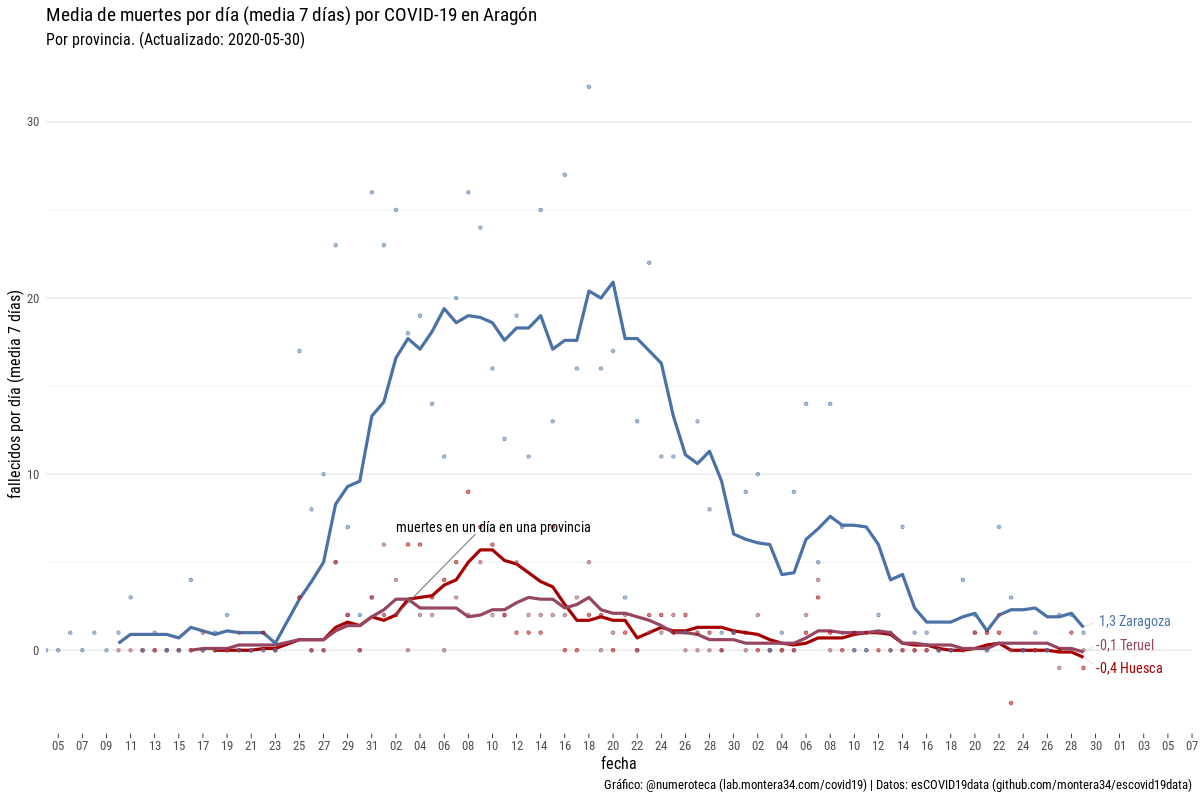 Media de muertes por día (media 7 días) por COVID-19 en Aragón
Por provincia. (Actualizado: 2020-05-30)
fallecidos por día (media 7 días)
30
20
10
0
muertes en un día en una provincia
1,3 Zaragoza
-0,1 Teruel
-0,4 Huesca
05 07 09 11 13 15 17 19 21 23 25 27 29 31 02 04 06 08 10 12 14 16 18 20 22 24 26 28 30 02 04 06 08 10 12 14 16 18 20 22 24 26 28 30 01 03 05 07
fecha
Gráfico: @numeroteca (lab.montera34.com/covid19) | Datos: esCOVID19data (github.com/montera34/escovid19data)